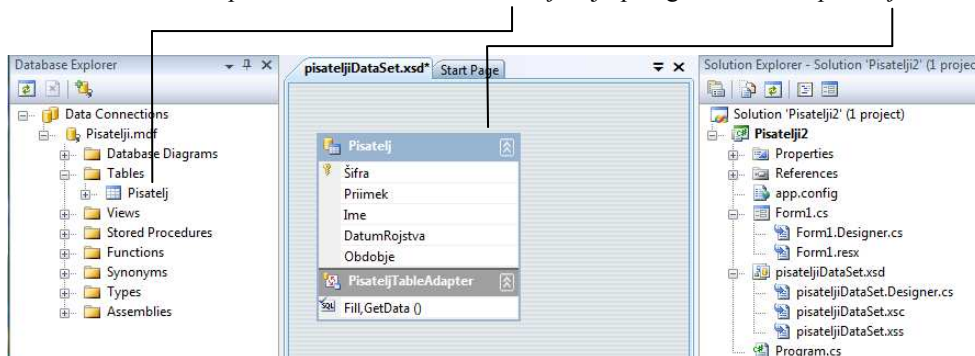 Database Explorer
Data Connections
Pisatelji.mdf
Database Diagrams
Tables
Pisatelj
Views
Stored Procedures
Functions
Synonyms
Types
Assemblies
pisateljiDataSet.xsd* Start Page
Pisatelj
Šifra
Priimek
Ime
DatumRojstva
Obdobje
PisateljTableAdapter
SQL Fill,GetData ()
Solution Explorer - Solution 'Pisatelji2' (1 projec
Solution 'Pisatelji2' (1 project)
Pisatelji2
Properties
References
app.config
Form1.cs
Form1.Designer.cs
Form1.resx
pisateljiDataSet.xsd
pisateljiDataSet.Designer.cs
pisateljiDataSet.xsc
pisateljiDataSet.xss
Program.cs